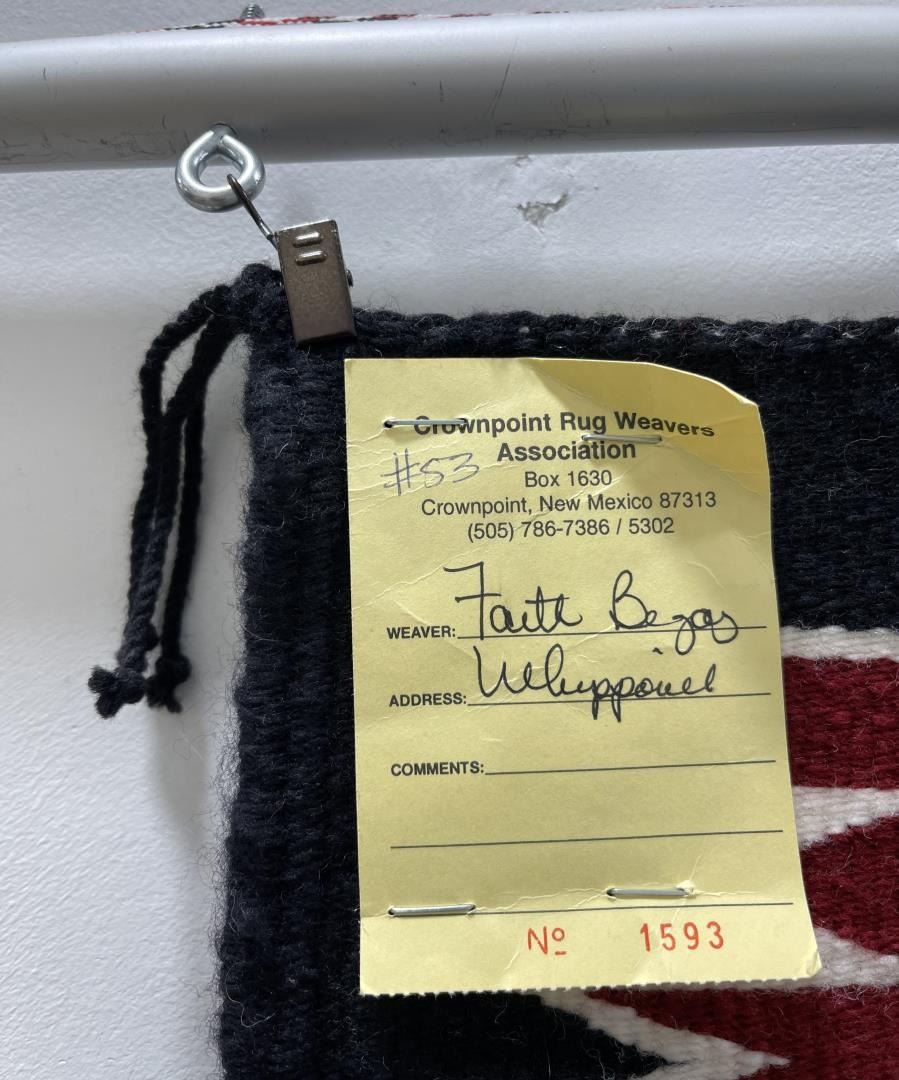 Crownpoint Rug Weavers
Association
#53
Box 1630
Crownpoint, New Mexico 87313
(505) 786-7386 / 5302
WEAVER: Faith Begay
ADDRESS:
COMMENTS:
Nº 1593